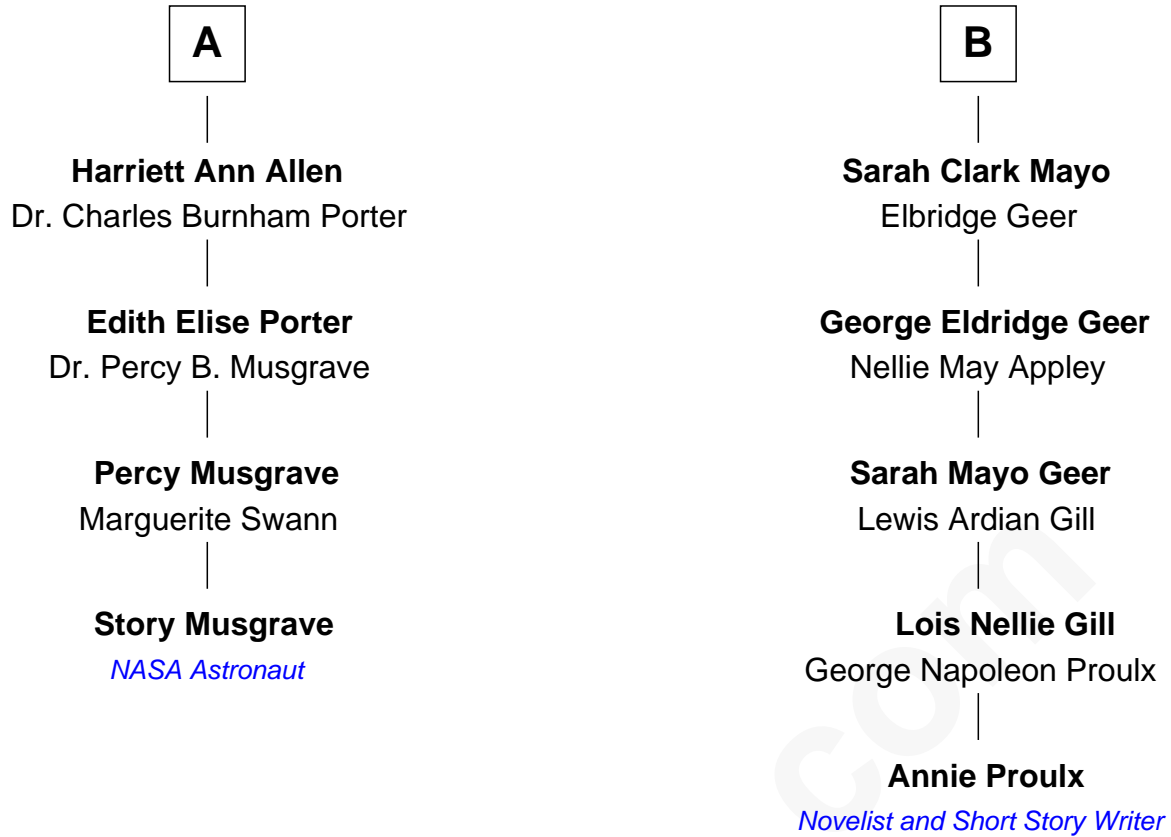 A
Harriett Ann Allen
Dr. Charles Burnham Porter
Edith Elise Porter
Dr. Percy B. Musgrave
Percy Musgrave
Marguerite Swann
Story Musgrave
NASA Astronaut
B
Sarah Clark Mayo
Elbridge Geer
George Eldridge Geer
Nellie May Appley
Sarah Mayo Geer
Lewis Ardian Gill
Lois Nellie Gill
George Napoleon Proulx
Annie Proulx
Novelist and Short Story Writer
com